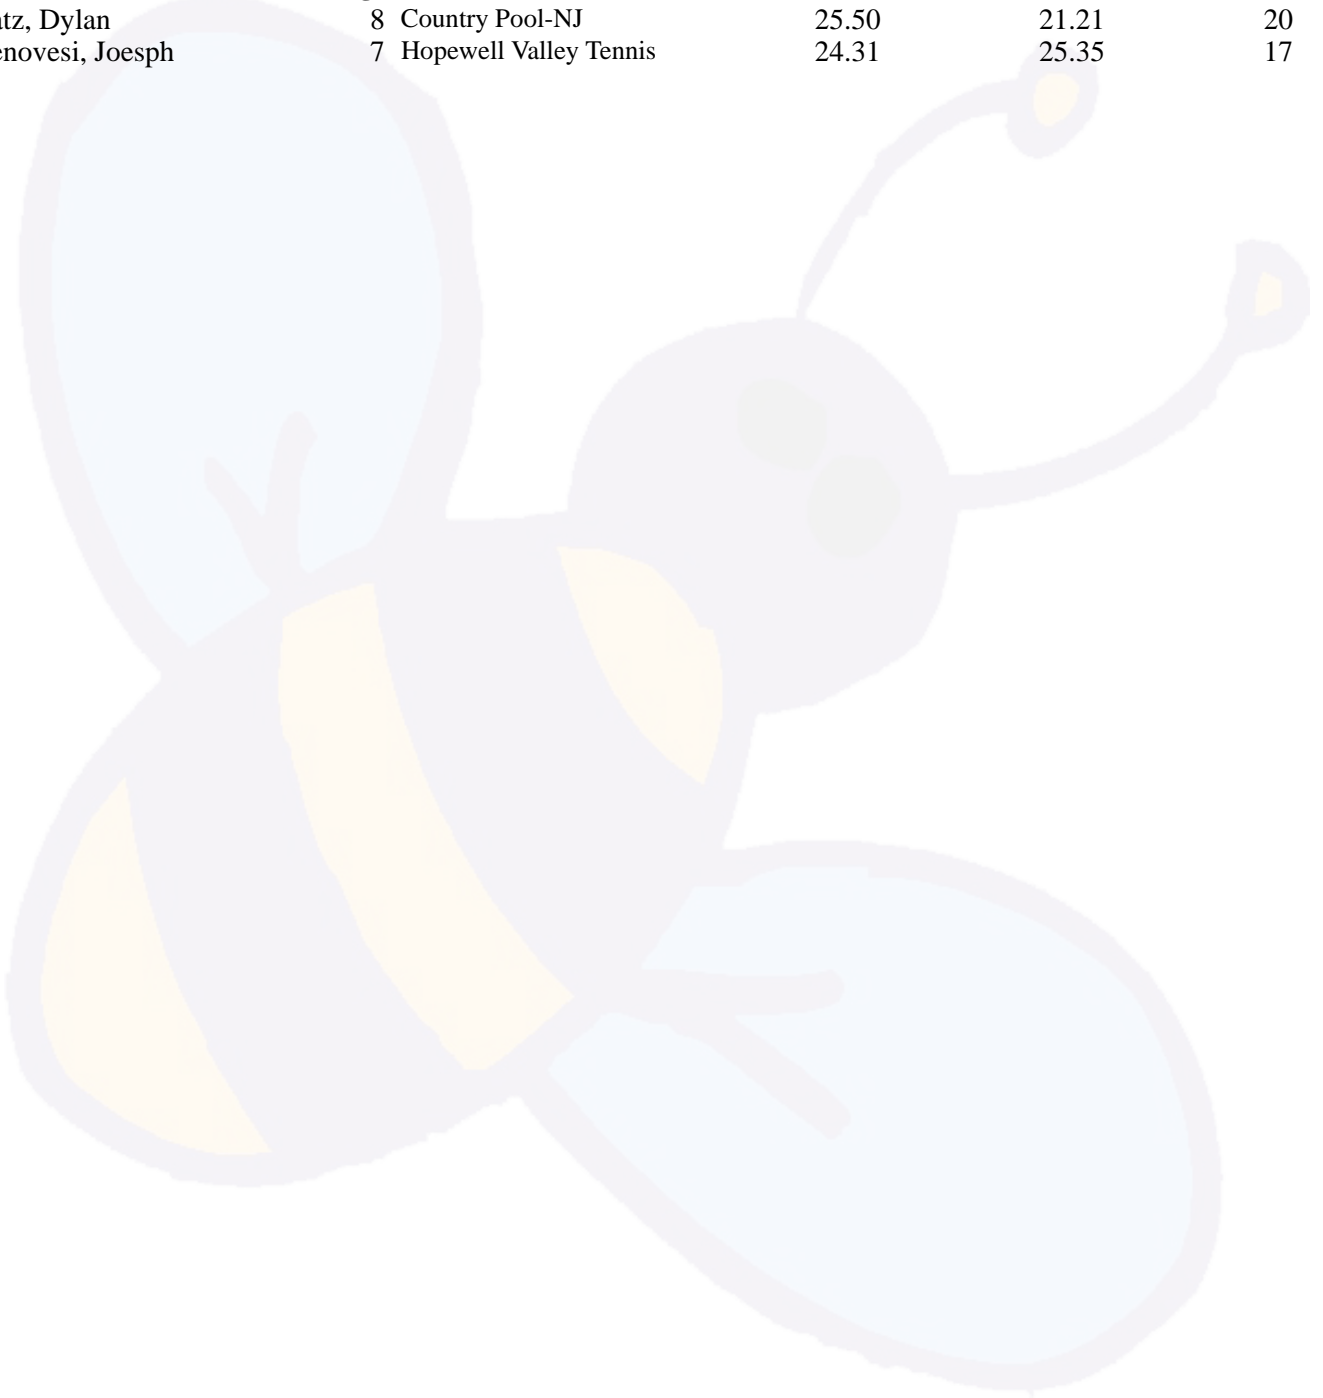 atz, Dylan 8 Country Pool-NJ 25.50 21.21 20
enovesi, Joesph 7 Hopewell Valley Tennis 24.31 25.35 17